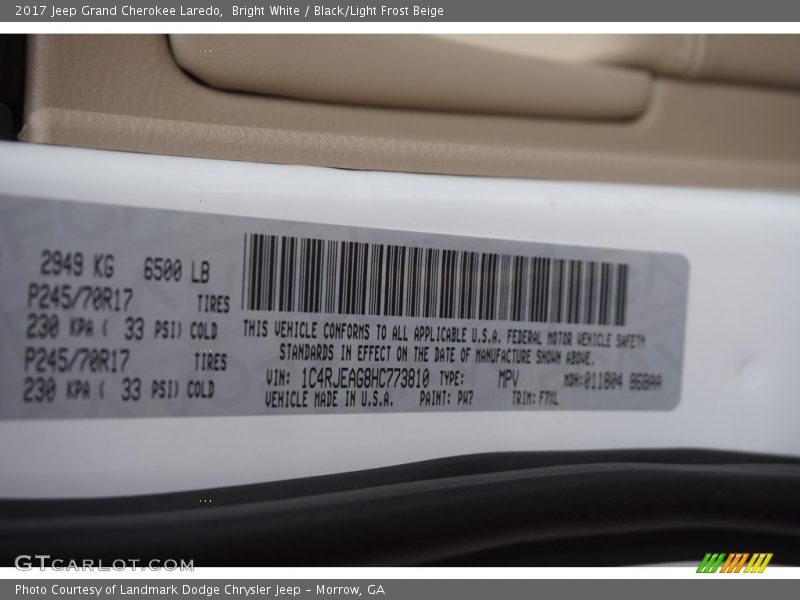 2017 Jeep Grand Cherokee Laredo, Bright White / Black/Light Frost Beige
2949 KG 6500 LB
P245/70R17 TIRES
230 KPA ( 33 PSI) COLD
P245/70R17 TIRES
230 KPA ( 33 PSI) COLD
THIS VEHICLE CONFORMS TO ALL APPLICABLE U.S.A. FEDERAL MOTOR VEHICLE SAFETY
STANDARDS IN EFFECT ON THE DATE OF MANUFACTURE SHOWN ABOVE.
VIN: 1C4RJEAG8HC773810 TYPE: MPV MDH:011804 868AA
VEHICLE MADE IN U.S.A. PAINT: PW7 TRIM: F7XL
GTCARLOT.COM
Photo Courtesy of Landmark Dodge Chrysler Jeep – Morrow, GA